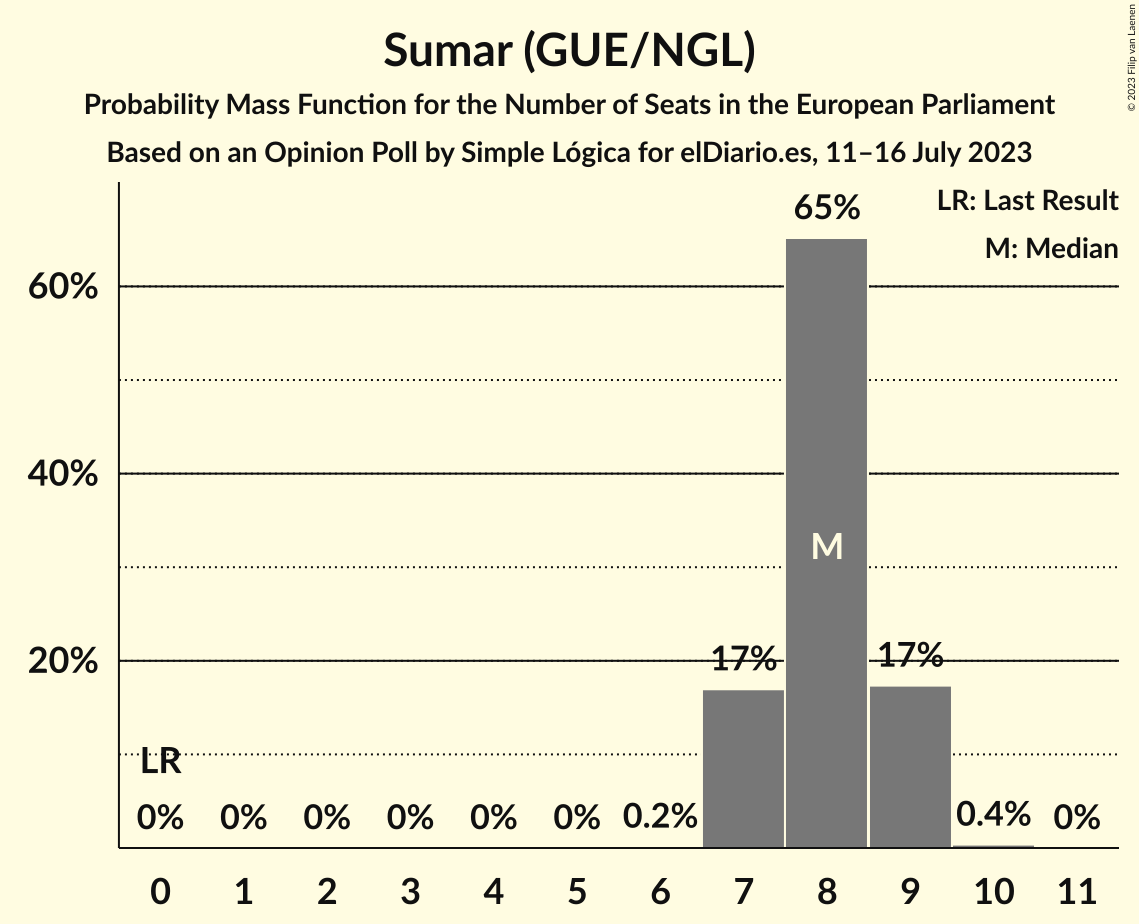 Sumar (GUE/NGL)
Probability Mass Function for the Number of Seats in the European Parliament
Based on an Opinion Poll by Simple Lógica for elDiario.es, 11–16 July 2023
© 2023 Filip van Laenen
LR: Last Result
M: Median
65%
60%
40%
M
20%
17%
17%
LR
0%
0%
0%
0%
0%
0%
0.2%
0.4%
0%
0 1 2 3 4 5 6 7 8 9 10 11